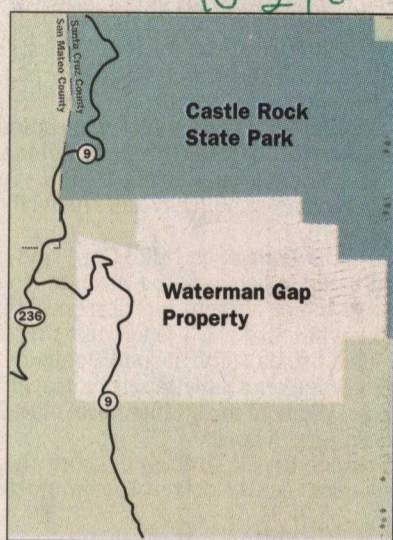 Santa Cruz County
San Mateo County
Castle Rock
State Park
9
Waterman Gap
Property
236
9